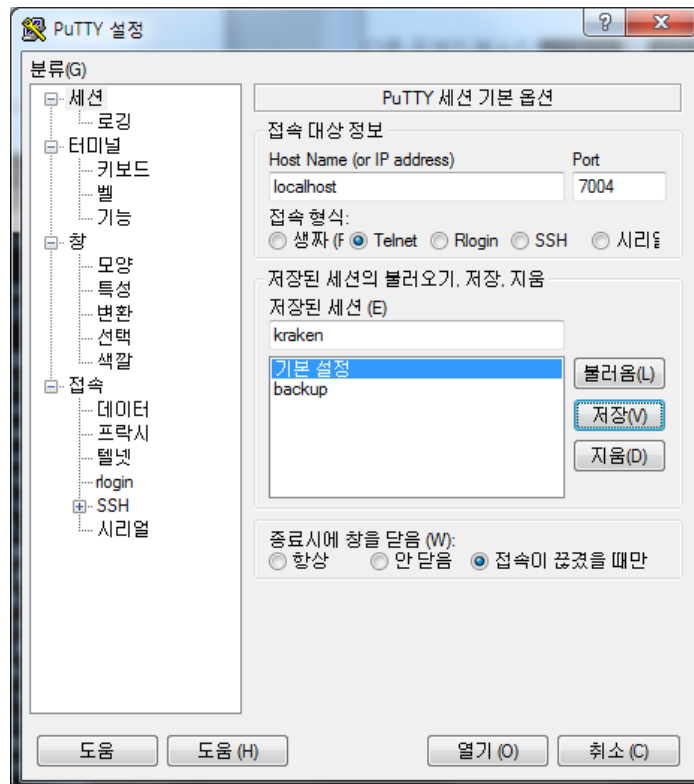 PuTTY 설정
분류(G)
세션
로깅
터미널
키보드
벨
기능
창
모양
특성
변환
선택
색깔
접속
데이터
프락시
텔넷
rlogin
SSH
시리얼
PuTTY 세션 기본 옵션
접속 대상 정보
Host Name (or IP address) Port
localhost 7004
접속 형식:
생짜 (F Telnet Rlogin SSH 시리얼
저장된 세션의 불러오기, 저장, 지움
저장된 세션 (E)
kraken
기본 설정
backup
불러옴(L)
저장(V)
지움(D)
종료시에 창을 닫음 (W):
항상 안 닫음 접속이 끊겼을 때만
도움 도움 (H) 열기 (O) 취소 (C)